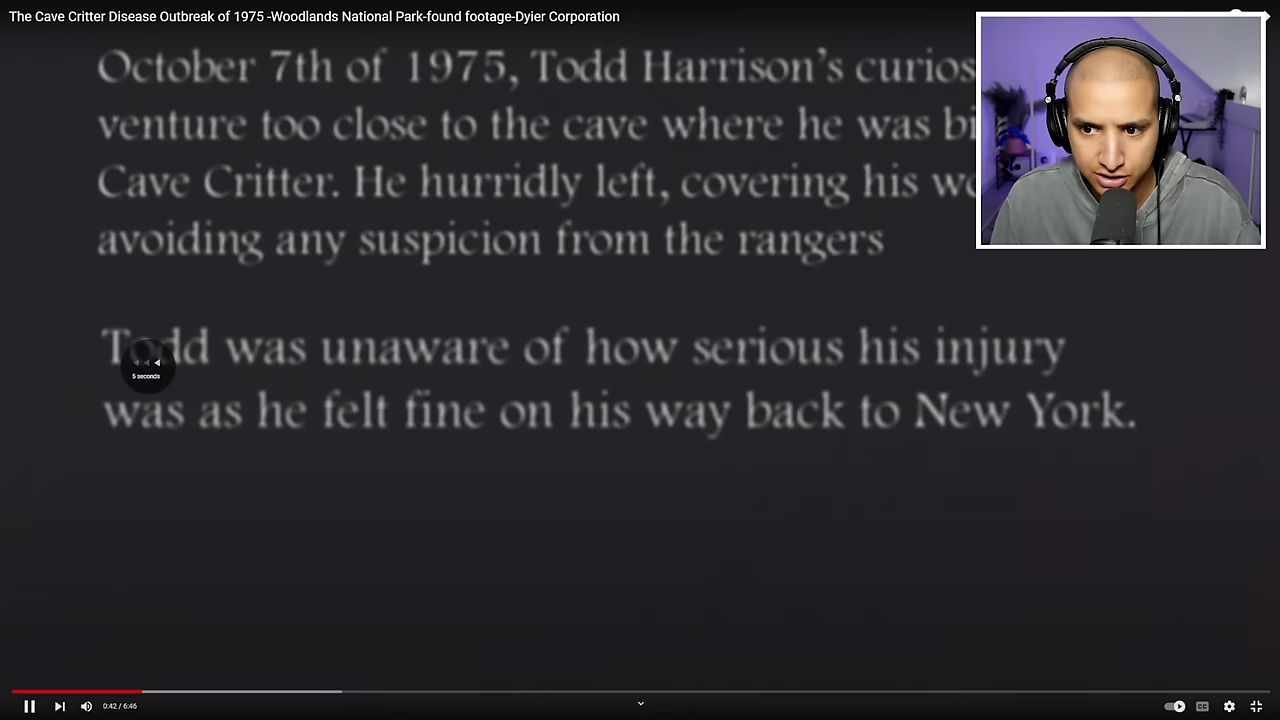 The Cave Critter Disease Outbreak of 1975 -Woodlands National Park-found footage-Dyier Corporation
October 7th of 1975, Todd Harrison’s curios
venture too close to the cave where he was bi
Cave Critter. He hurridly left, covering his wo
avoiding any suspicion from the rangers
Todd was unaware of how serious his injury
5 seconds
was as he felt fine on his way back to New York.
0:42 / 6:46
CC